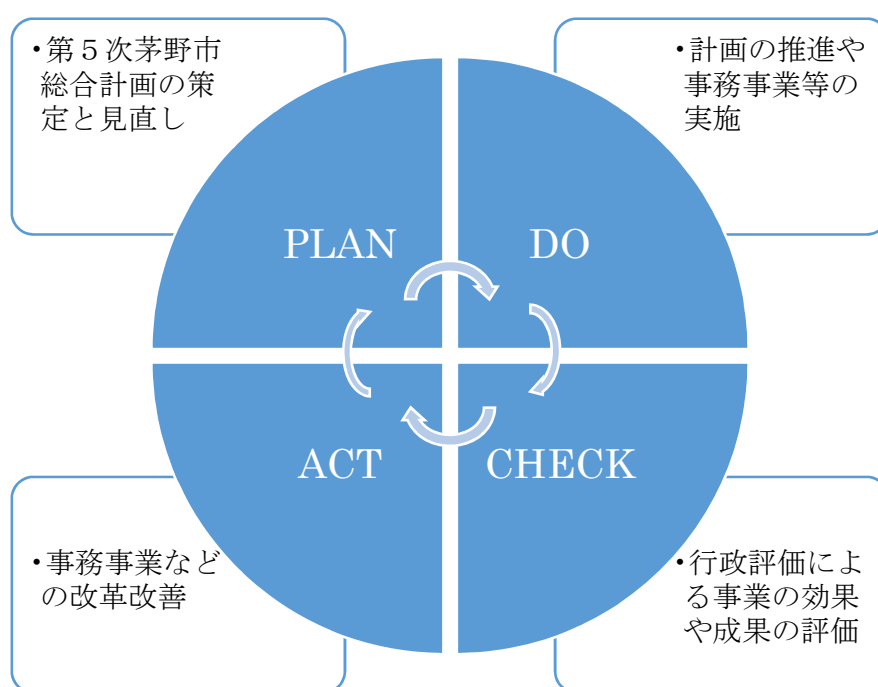 ・第５次茅野市
総合計画の策
定と見直し
・計画の推進や
事務事業等の
実施
PLAN
DO
ACT
CHECK
・事務事業など
の改革改善
・行政評価によ
る事業の効果
や成果の評価